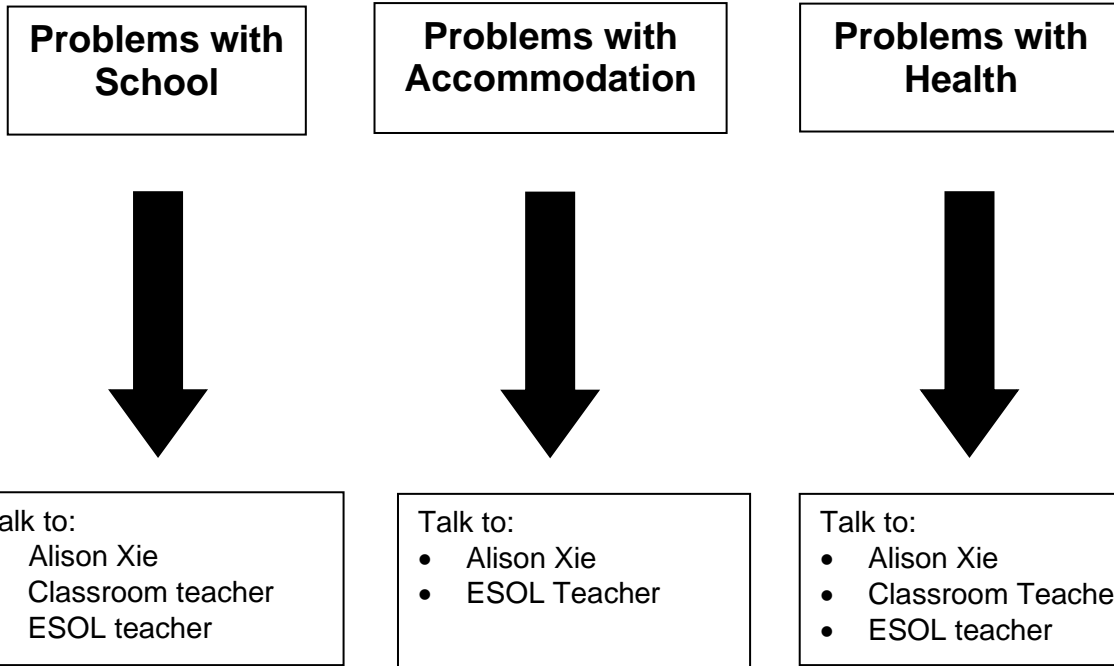 Problems with
School
Problems with
Accommodation
Problems with
Health
alk to:
Alison Xie
Classroom teacher
ESOL teacher
Talk to:
• Alison Xie
• ESOL Teacher
Talk to:
• Alison Xie
• Classroom Teache
• ESOL teacher